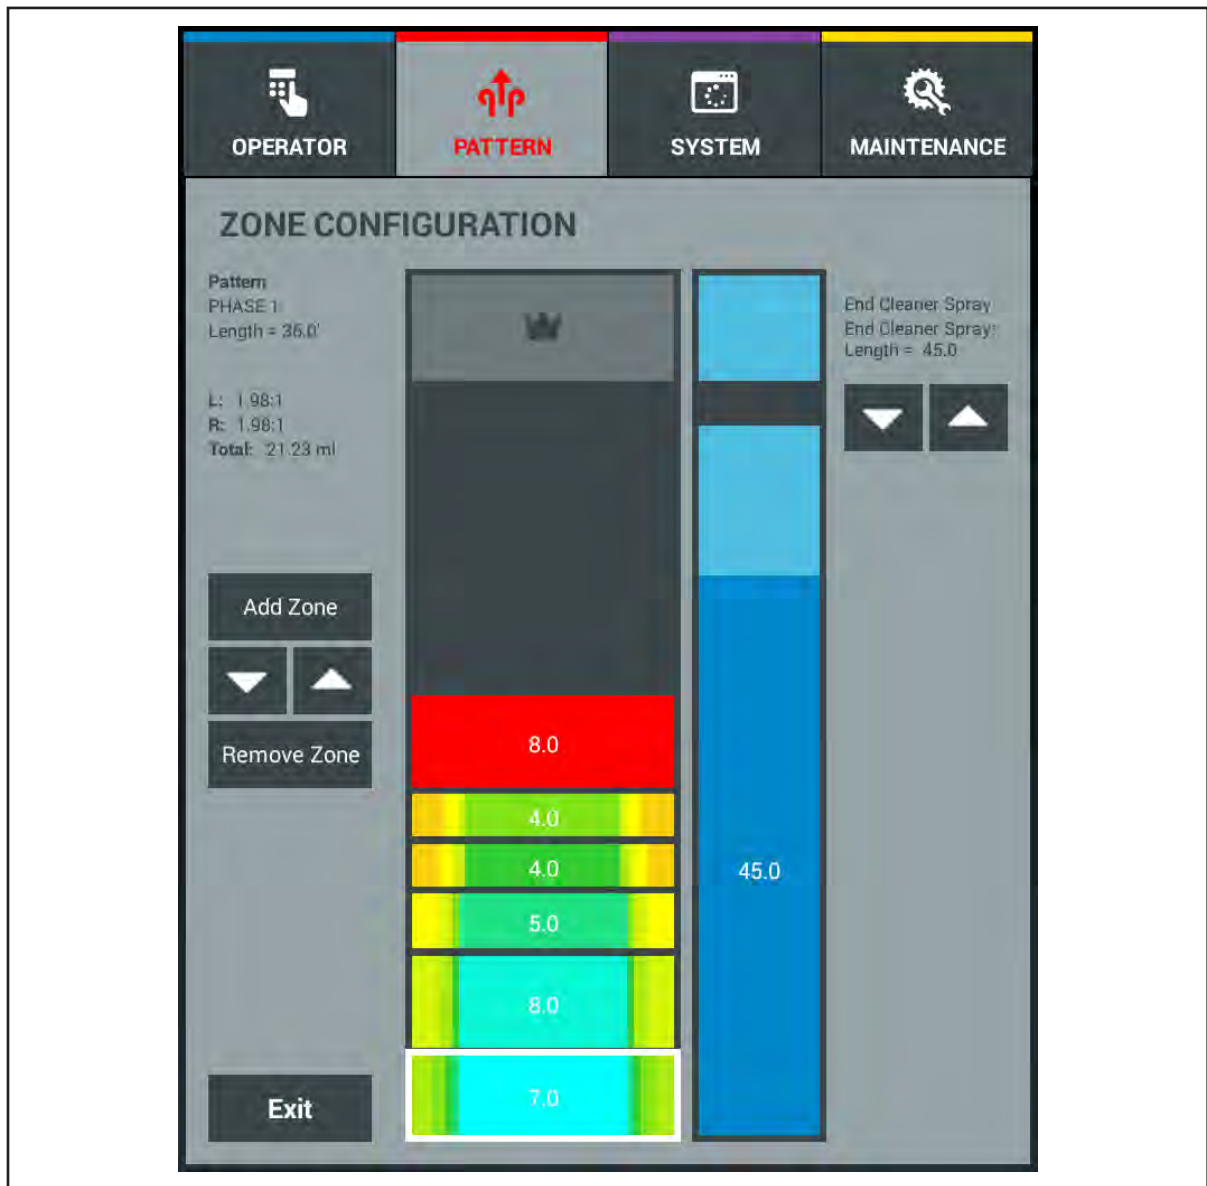 OPERATOR
PATTERN
SYSTEM
MAINTENANCE
ZONE CONFIGURATION
Pattern
PHASE 1
Length = 36.0'
L: 1.98:1
R: 1.98:1
Total: 21.23 ml
Add Zone
Remove Zone
Exit
8.0
4.0
4.0
5.0
8.0
7.0
45.0
End Cleaner Spray
End Cleaner Spray:
Length = 45.0